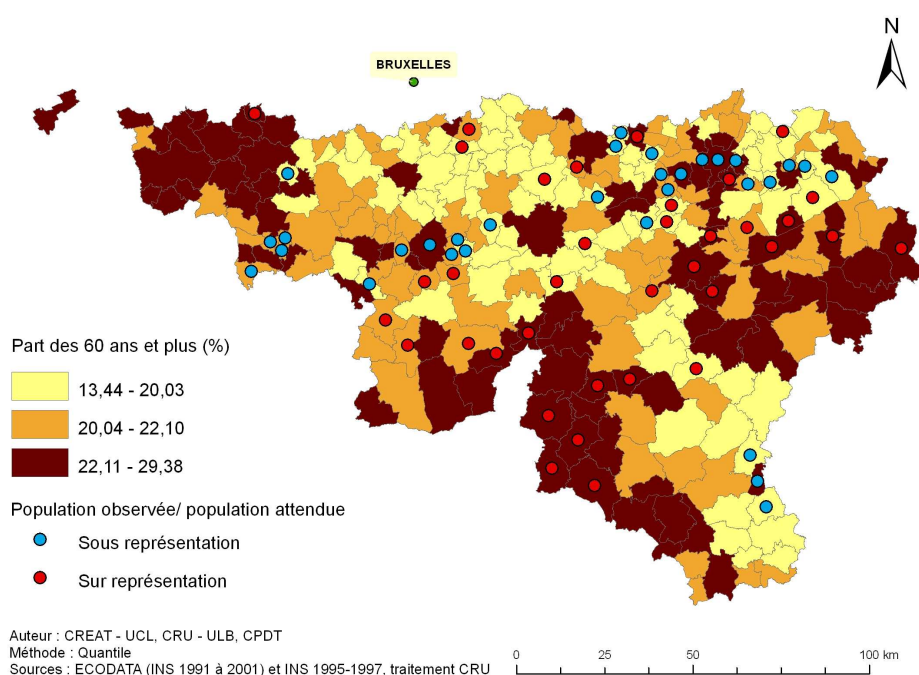 N
BRUXELLES
Part des 60 ans et plus (%)
13,44 - 20,03
20,04 - 22,10
22,11 - 29,38
Population observée/ population attendue
Sous représentation
Sur représentation
Auteur : CREAT - UCL, CRU - ULB, CPDT
Méthode : Quantile
Sources : ECODATA (INS 1991 à 2001) et INS 1995-1997, traitement CRU
0 25 50 100 km